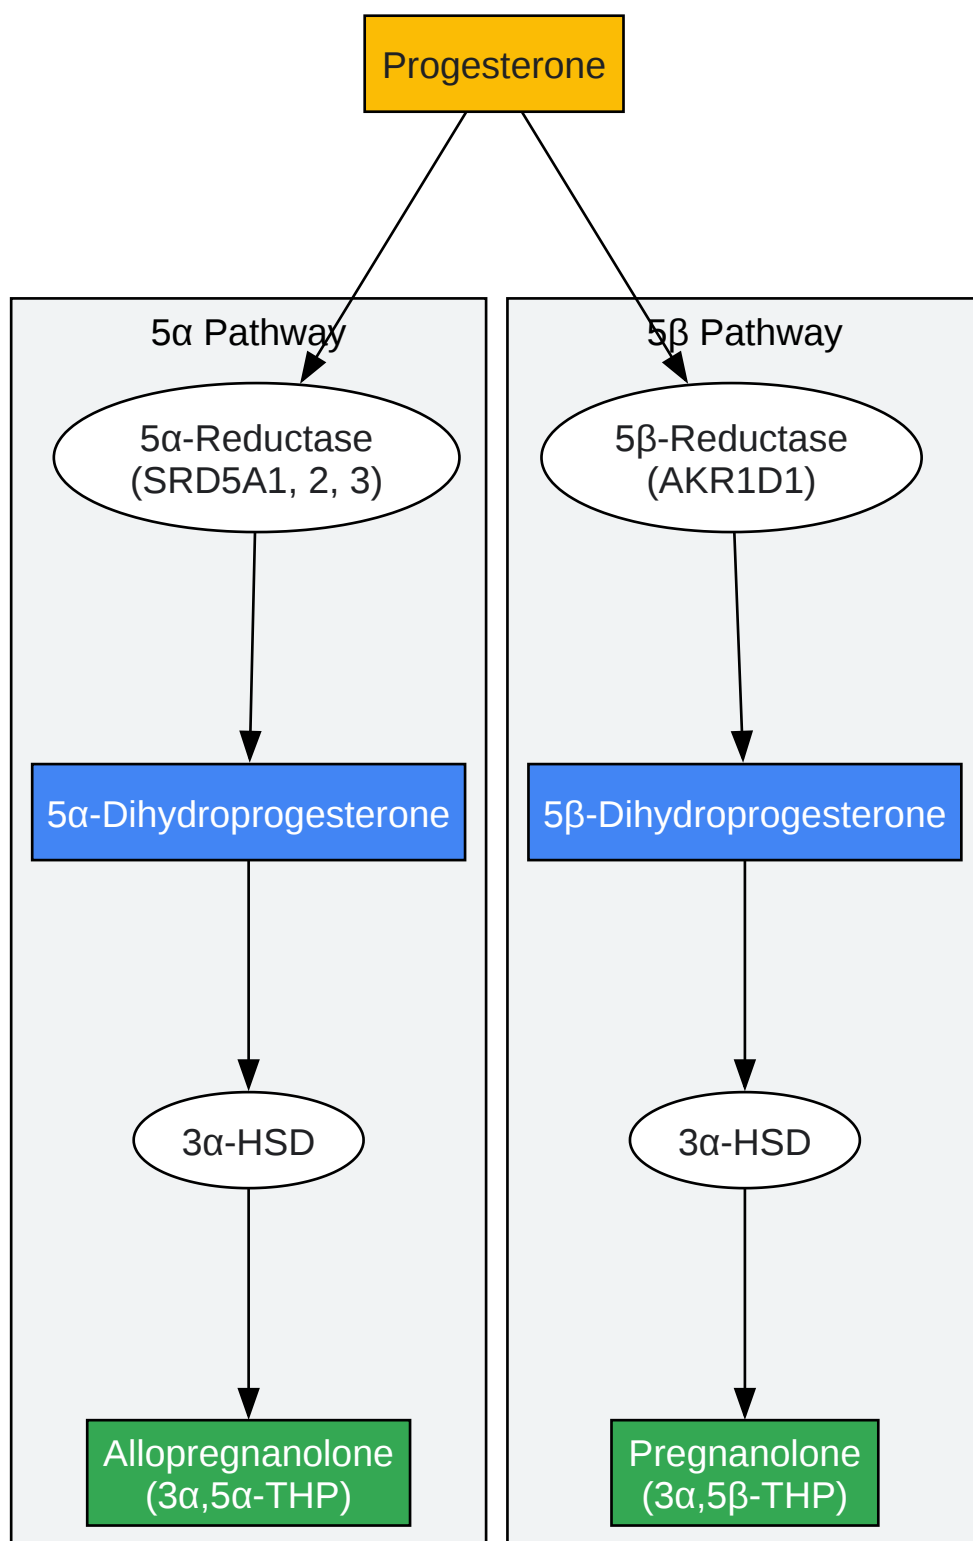 Progesterone
5α Pathway
5α-Reductase
(SRD5A1, 2, 3)
5α-Dihydroprogesterone
3α-HSD
Allopregnanolone
(3α,5α-THP)
5β Pathway
5β-Reductase
(AKR1D1)
5β-Dihydroprogesterone
3α-HSD
Pregnanolone
(3α,5β-THP)